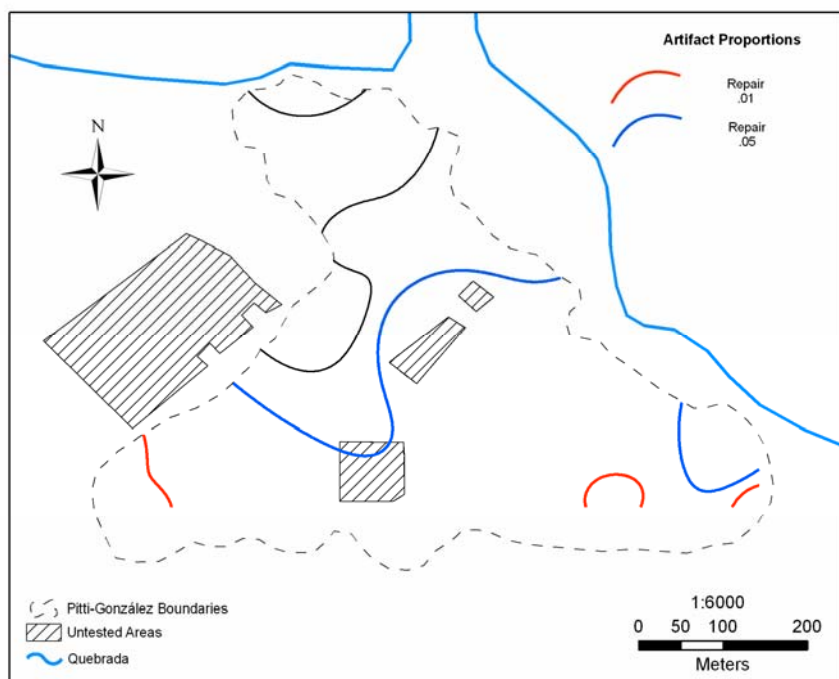 Artifact Proportions
Repair
.01
Repair
.05
N
Pitti-González Boundaries
Untested Areas
Quebrada
1:6000
0 50 100 200
Meters